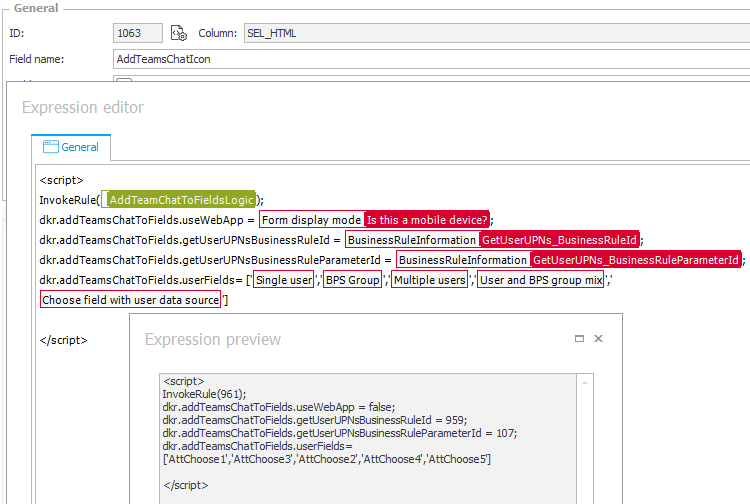 General
ID:
1063
Column:
SEL_HTML
Field name:
AddTeamsChatIcon
Expression editor
General
<script>
InvokeRule( AddTeamChatToFieldsLogic );
dkr.addTeamsChatToFields.useWebApp = Form display mode Is this a mobile device? ;
dkr.addTeamsChatToFields.getUserUPNsBusinessRuleId = BusinessRuleInformation GetUserUPNs_BusinessRuleId ;
dkr.addTeamsChatToFields.getUserUPNsBusinessRuleParameterId = BusinessRuleInformation GetUserUPNs_BusinessRuleParameterId ;
dkr.addTeamsChatToFields.userFields= [' Single user ',' BPS Group ',' Multiple users ',' User and BPS group mix ','
Choose field with user data source ']
</script>
Expression preview
<script>
InvokeRule(961);
dkr.addTeamsChatToFields.useWebApp = false;
dkr.addTeamsChatToFields.getUserUPNsBusinessRuleId = 959;
dkr.addTeamsChatToFields.getUserUPNsBusinessRuleParameterId = 107;
dkr.addTeamsChatToFields.userFields=
['AttChoose1','AttChoose3','AttChoose2','AttChoose4','AttChoose5']
</script>